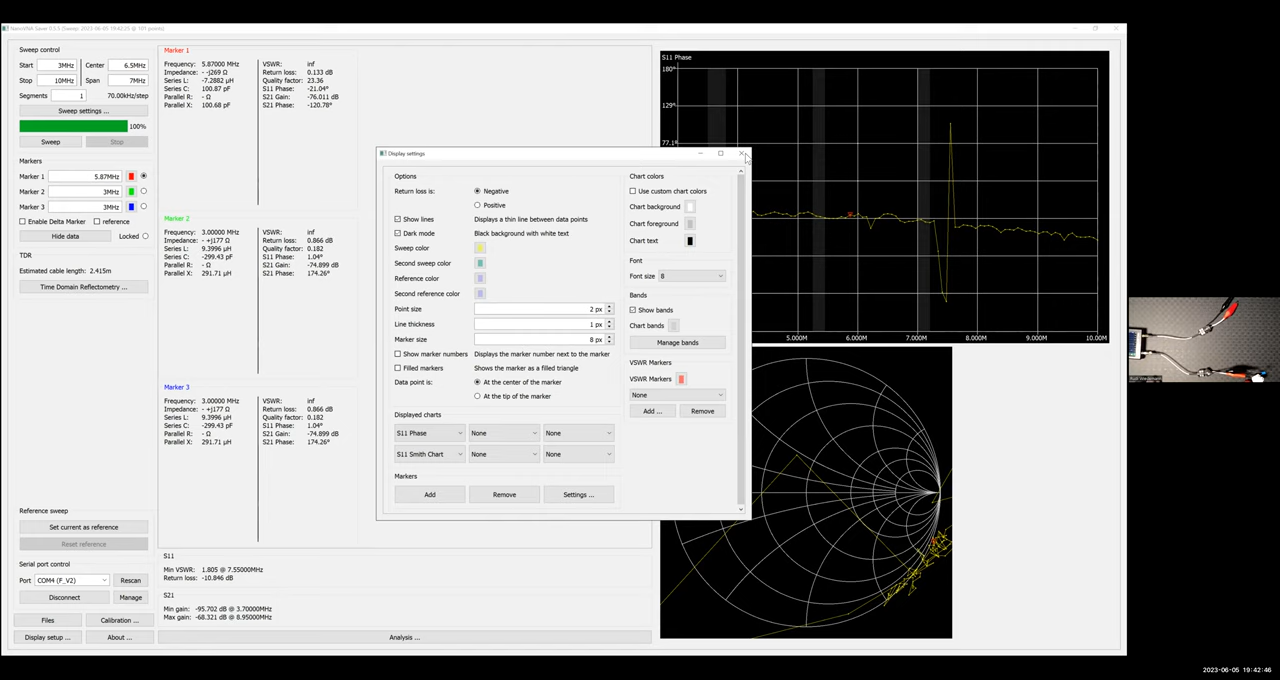 NanoVNA Saver 0.5.3 (Sweep: 2023-06-05 19:42:25 @ 101 points)
Sweep control
Start 3MHz Center 6.5MHz
Stop 10MHz Span 7MHz
Segments 1 70.00kHz/step
Sweep settings ...
100%
Sweep Stop
Markers
Marker 1 5.87MHz
Marker 2 3MHz
Marker 3 3MHz
Enable Delta Marker reference
Hide data Locked
TDR
Estimated cable length: 2.415m
Time Domain Reflectometry ...
Reference sweep
Set current as reference
Reset reference
Serial port control
Port COM4 (F_V2) Rescan
Disconnect Manage
Files Calibration ...
Display setup ... About ...
Marker 1
Frequency: 5.87000 MHz VSWR: inf
Impedance: - -j269 Ω Return loss: 0.133 dB
Series L: -7.2882 µH Quality factor: 23.36
Series C: 100.87 pF S11 Phase: -21.04°
Parallel R: - Ω S21 Gain: -76.011 dB
Parallel X: 100.68 pF S21 Phase: -120.78°
Marker 2
Frequency: 3.00000 MHz VSWR: inf
Impedance: - +j177 Ω Return loss: 0.866 dB
Series L: 9.3996 µH Quality factor: 0.182
Series C: -299.43 pF S11 Phase: 1.04°
Parallel R: - Ω S21 Gain: -74.899 dB
Parallel X: 291.71 µH S21 Phase: 174.26°
Marker 3
Frequency: 3.00000 MHz VSWR: inf
Impedance: - +j177 Ω Return loss: 0.866 dB
Series L: 9.3996 µH Quality factor: 0.182
Series C: -299.43 pF S11 Phase: 1.04°
Parallel R: - Ω S21 Gain: -74.899 dB
Parallel X: 291.71 µH S21 Phase: 174.26°
S11
Min VSWR: 1.805 @ 7.55000MHz
Return loss: -10.846 dB
S21
Min gain: -95.702 dB @ 3.70000MHz
Max gain: -68.321 dB @ 8.95000MHz
Analysis ...
Display settings
Options
Return loss is: Negative
Positive
Show lines Displays a thin line between data points
Dark mode Black background with white text
Sweep color
Second sweep color
Reference color
Second reference color
Point size 2 px
Line thickness 1 px
Marker size 8 px
Show marker numbers Displays the marker number next to the marker
Filled markers Shows the marker as a filled triangle
Data point is: At the center of the marker
At the tip of the marker
Displayed charts
S11 Phase None None
S11 Smith Chart None None
Markers
Add Remove Settings ...
Chart colors
Use custom chart colors
Chart background
Chart foreground
Chart text
Font
Font size 8
Bands
Show bands
Chart bands
Manage bands
VSWR Markers
VSWR Markers
None
Add ... Remove
S11 Phase
180°
129°
77.1°
5.000M 6.000M 7.000M 8.000M 9.000M 10.00M
2023-06-05 19:42:46